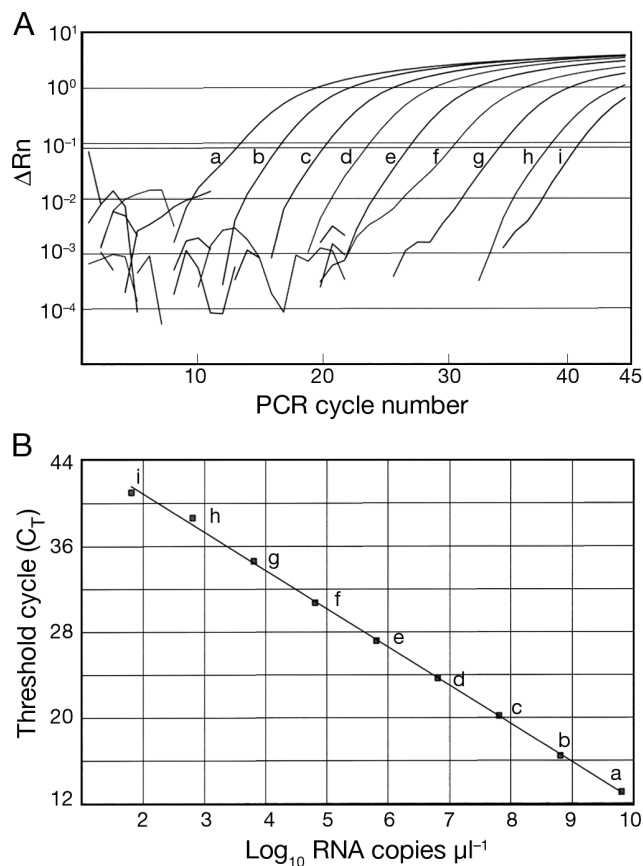 A
10¹
10⁰
10⁻¹
10⁻²
10⁻³
10⁻⁴
ΔRn
a b c d e f g h i
10 20 30 40 45
PCR cycle number
B
44
36
28
20
12
Threshold cycle (C_T)
i
h
g
f
e
d
c
b
a
2 3 4 5 6 7 8 9 10
Log₁₀ RNA copies µl⁻¹